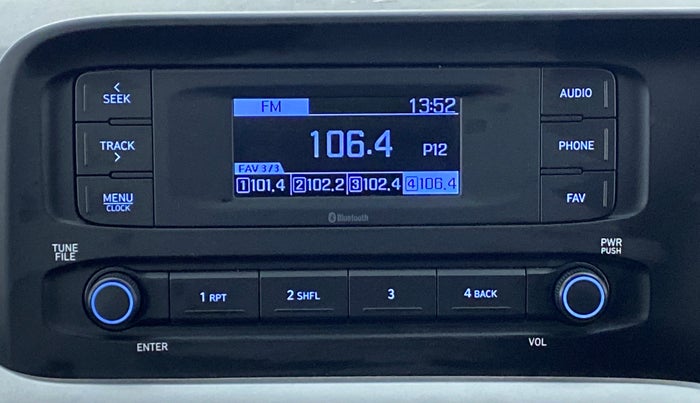 < SEEK
TRACK >
MENU
CLOCK
FM 13:52
106.4 P12
FAV 3/3
1 101.4 2 102.2 3 102.4 4 106.4
Bluetooth
AUDIO
PHONE
FAV
TUNE
FILE
PWR
PUSH
1 RPT 2 SHFL 3 4 BACK
ENTER VOL